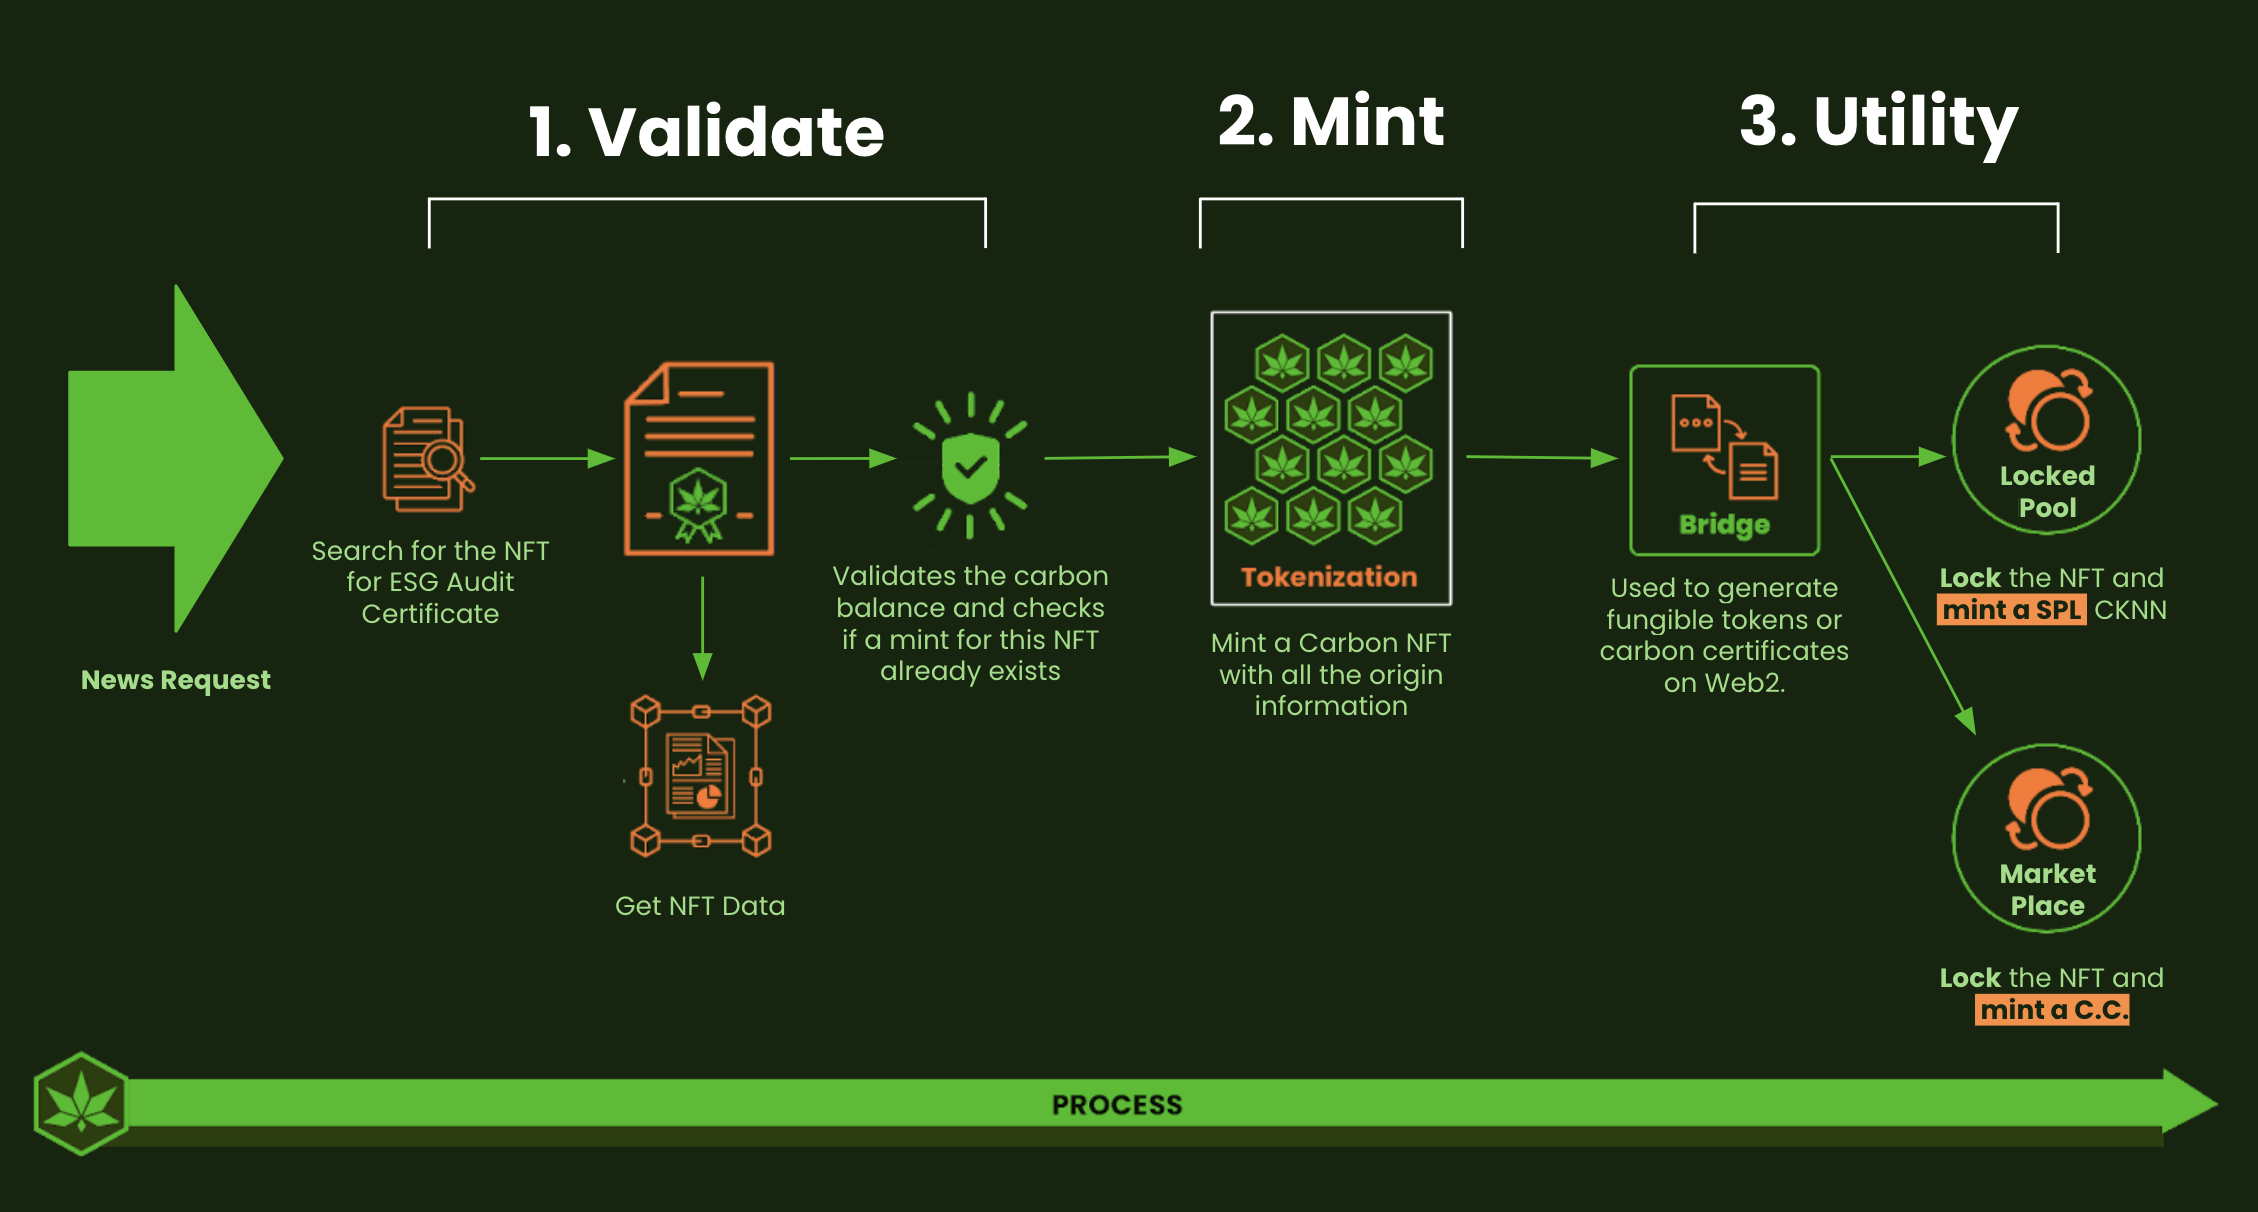 1. Validate
2. Mint
3. Utility
News Request
Search for the NFT
for ESG Audit
Certificate
Get NFT Data
Validates the carbon
balance and checks
if a mint for this NFT
already exists
Tokenization
Mint a Carbon NFT
with all the origin
information
Bridge
Used to generate
fungible tokens or
carbon certificates
on Web2.
Locked
Pool
Lock the NFT and
mint a SPL CKNN
Market
Place
Lock the NFT and
mint a C.C.
PROCESS